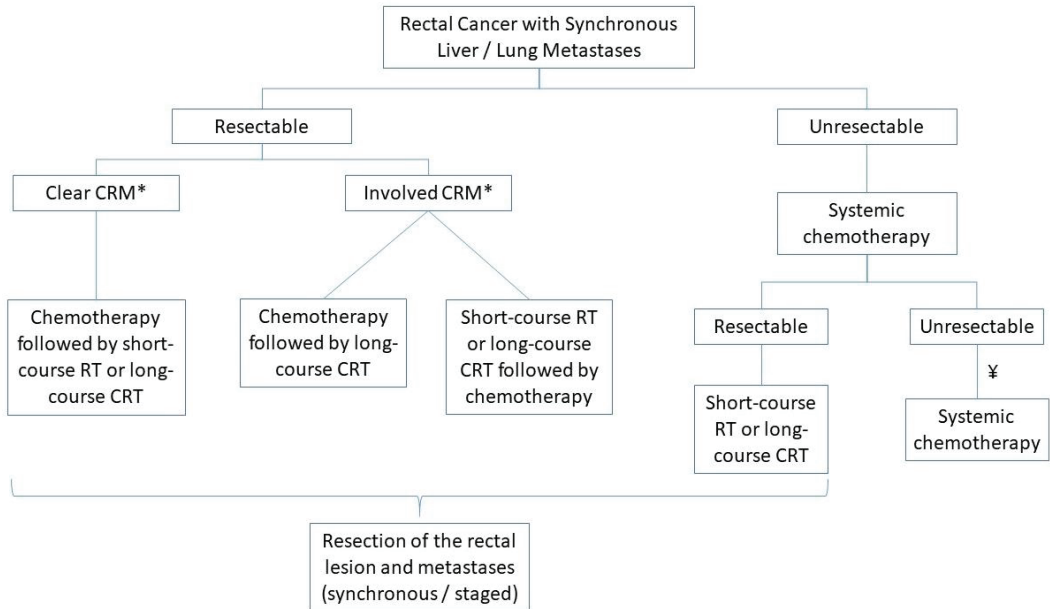 Rectal Cancer with Synchronous
Liver / Lung Metastases
Resectable
Unresectable
Clear CRM*
Involved CRM*
Systemic
chemotherapy
Chemotherapy
followed by short-
course RT or long-
course CRT
Chemotherapy
followed by long-
course CRT
Short-course RT
or long-course
CRT followed by
chemotherapy
Resectable
Unresectable
¥
Short-course
RT or long-
course CRT
Systemic
chemotherapy
Resection of the rectal
lesion and metastases
(synchronous / staged)